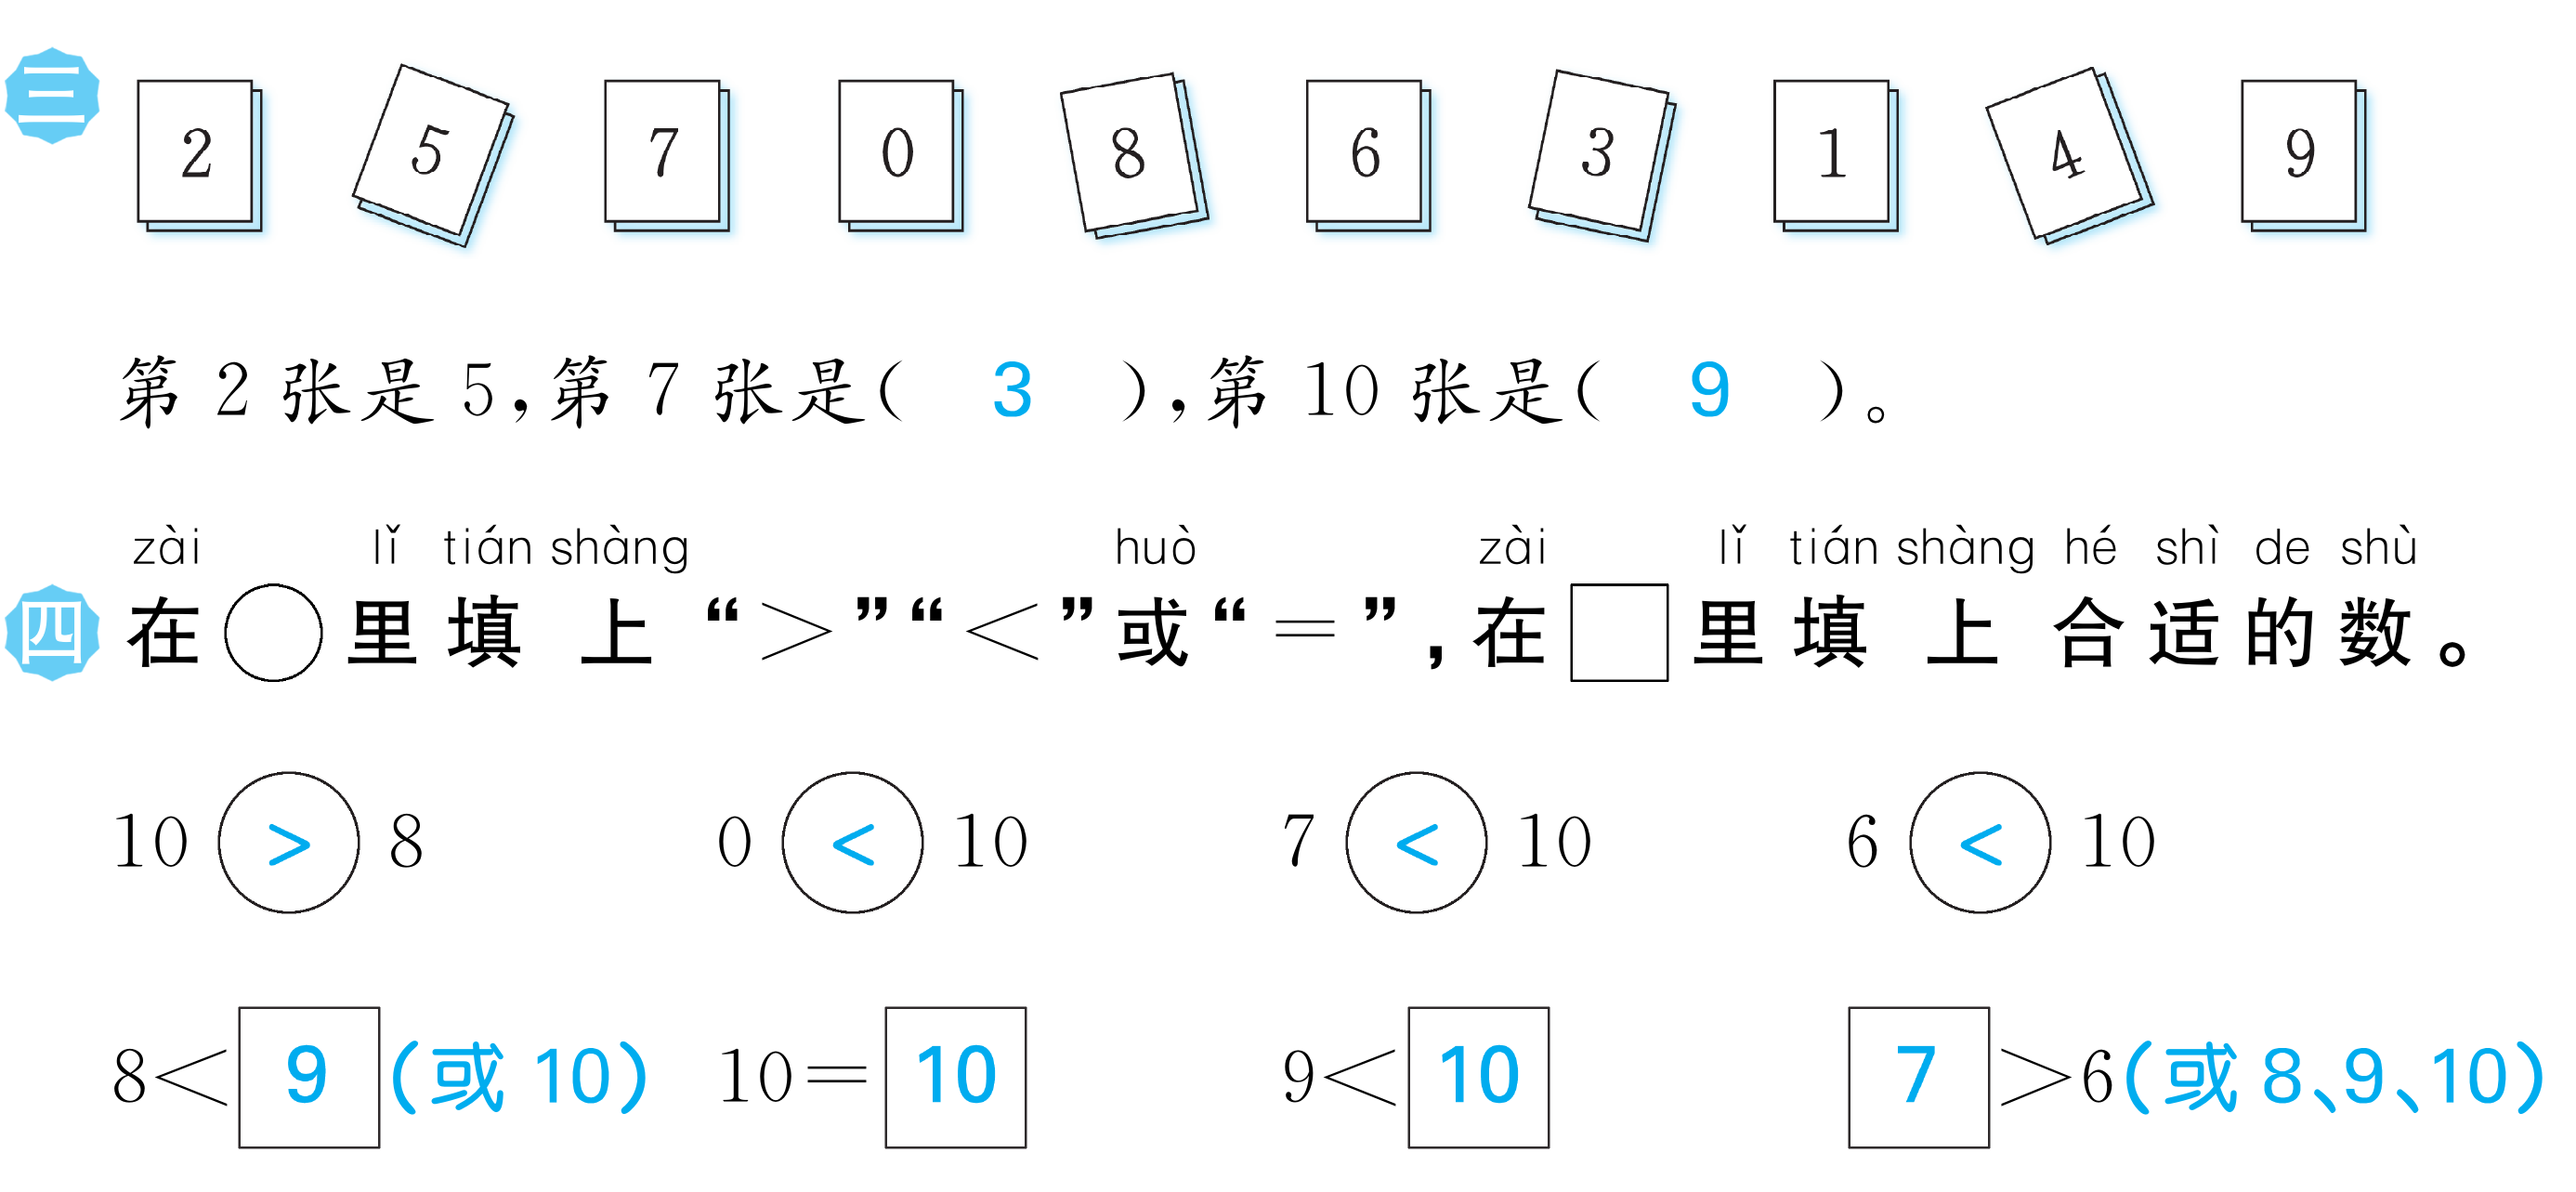 三 2 5 7 0 8 6 3 1 4 9
第 2 张是 5,第 7 张是( 3 ),第 10 张是( 9 )。
zài lǐ tián shàng huò zài lǐ tián shàng hé shì de shù
四 在○里填上“>”“<”或“=”,在□里填上合适的数。
10 > 8 0 < 10 7 < 10 6 < 10
8< 9 (或 10) 10= 10 9< 10 7 >6(或 8、9、10)